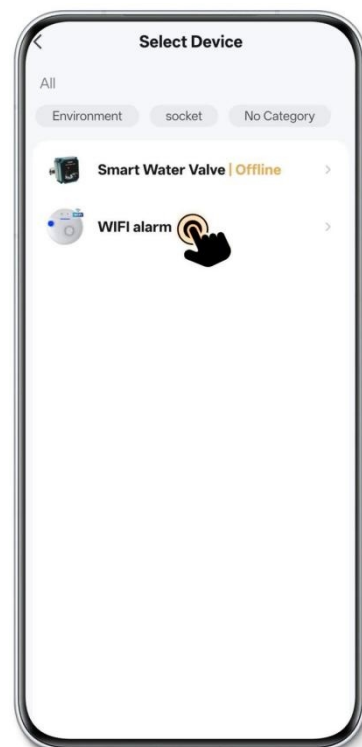 Select Device
All
Environment socket No Category
Smart Water Valve | Offline
WIFI alarm